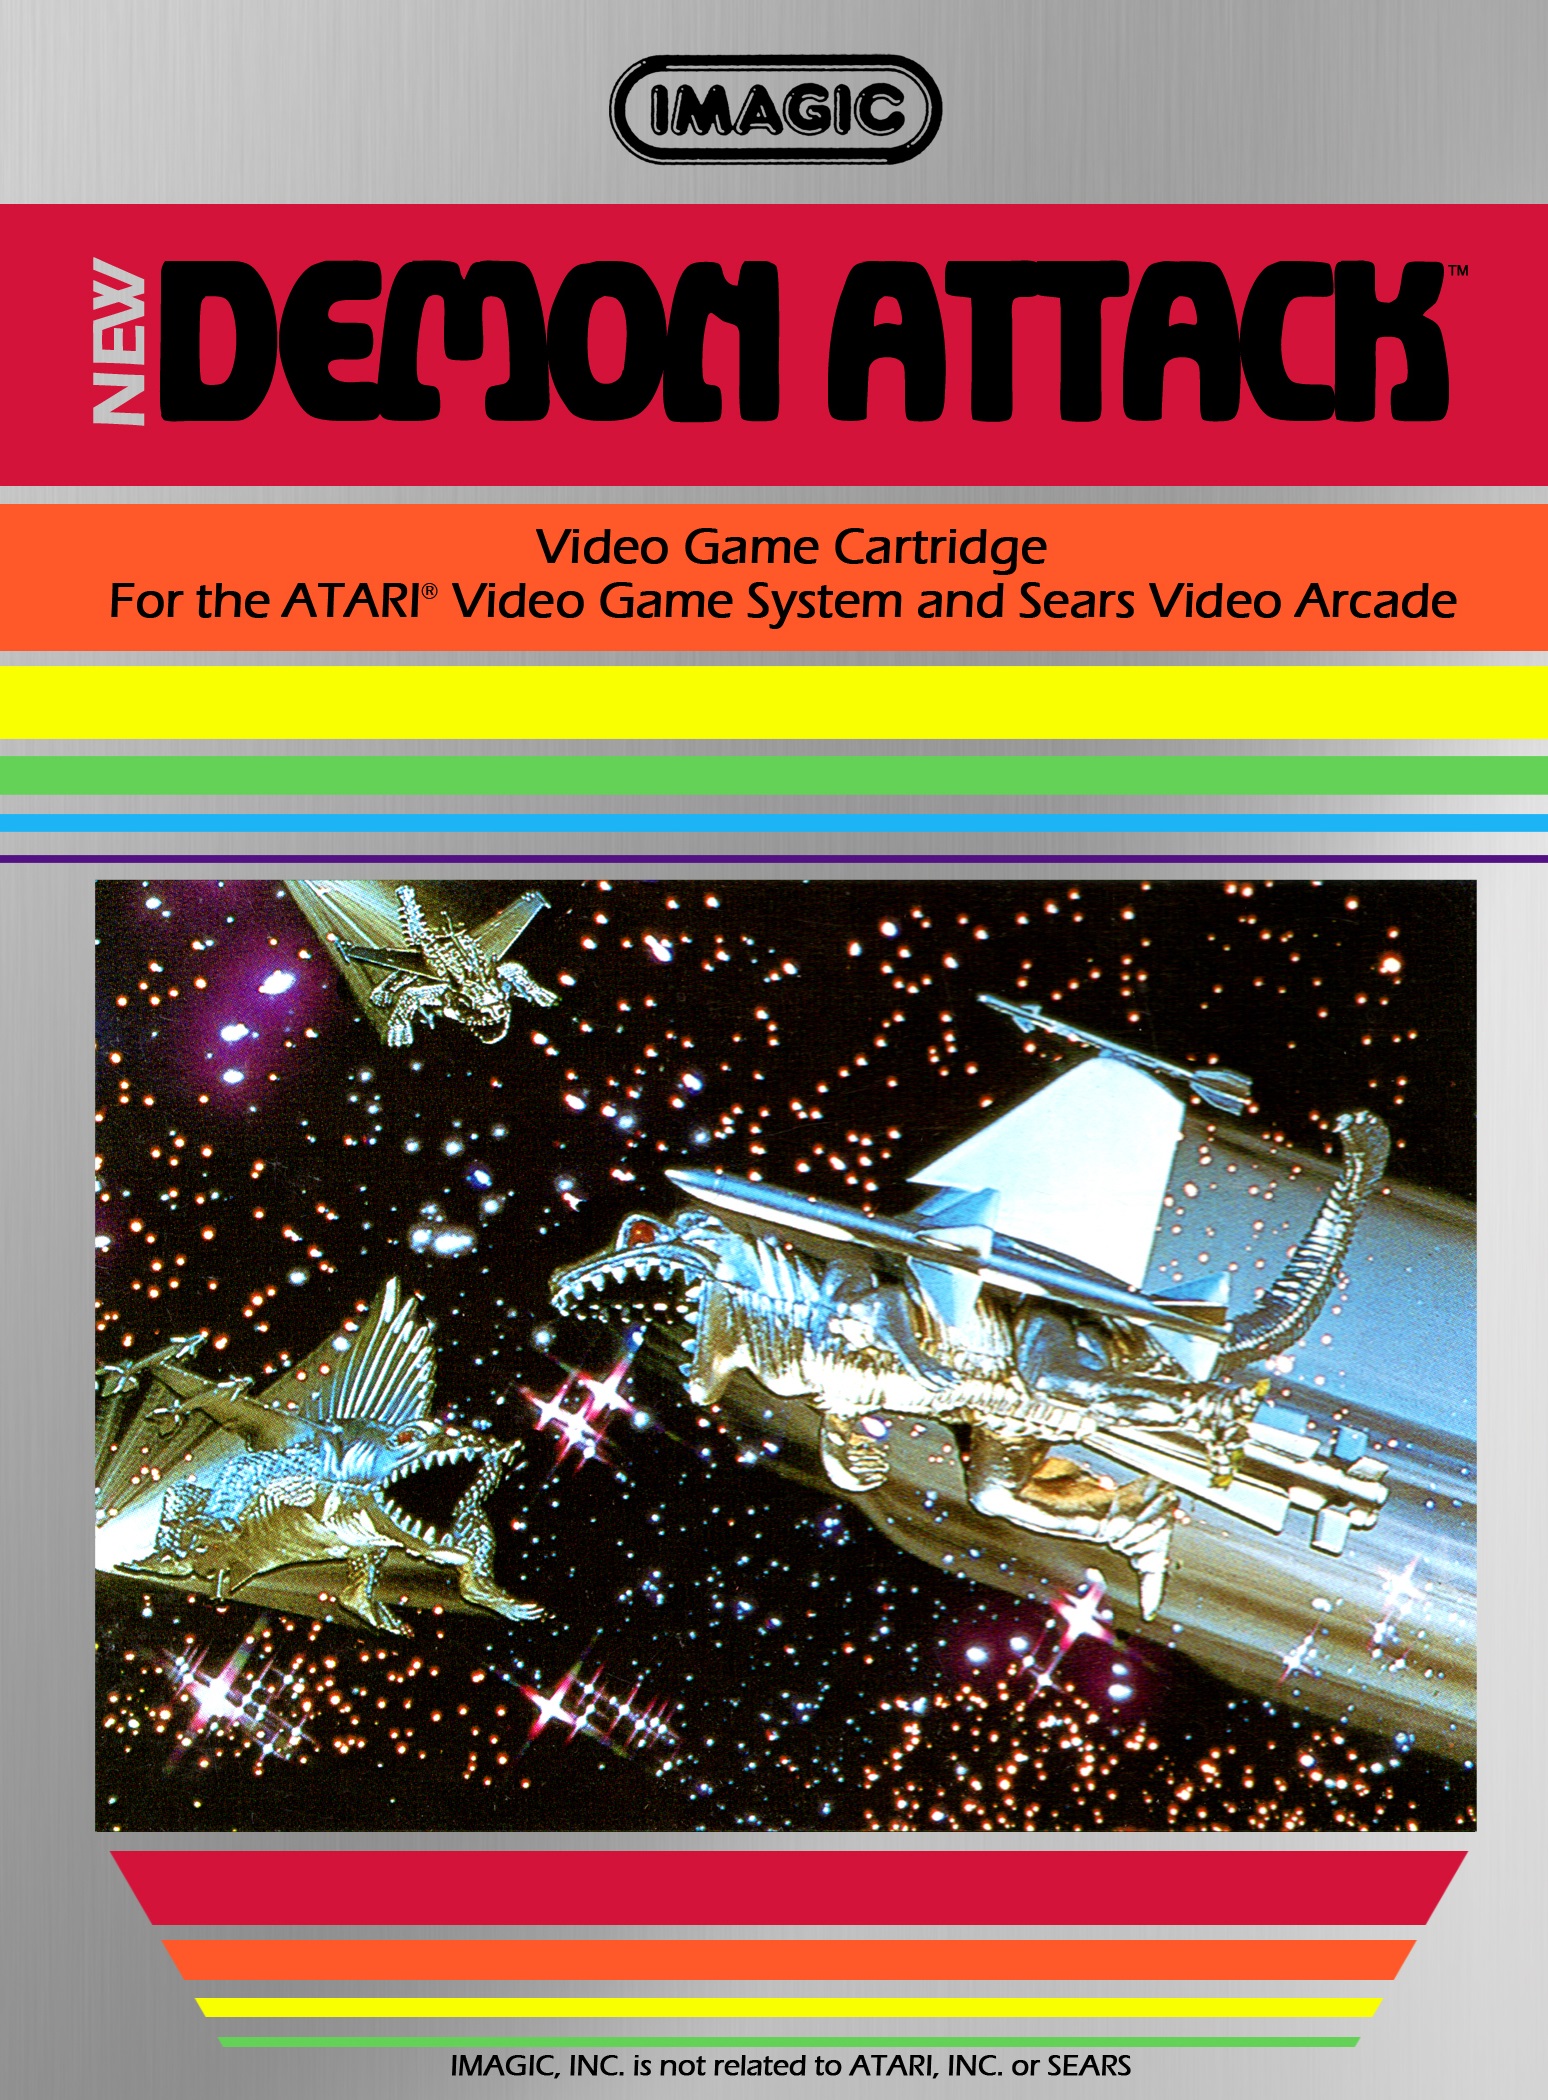 IMAGIC
NEW DEMON ATTACK™
Video Game Cartridge
For the ATARI® Video Game System and Sears Video Arcade
IMAGIC, INC. is not related to ATARI, INC. or SEARS